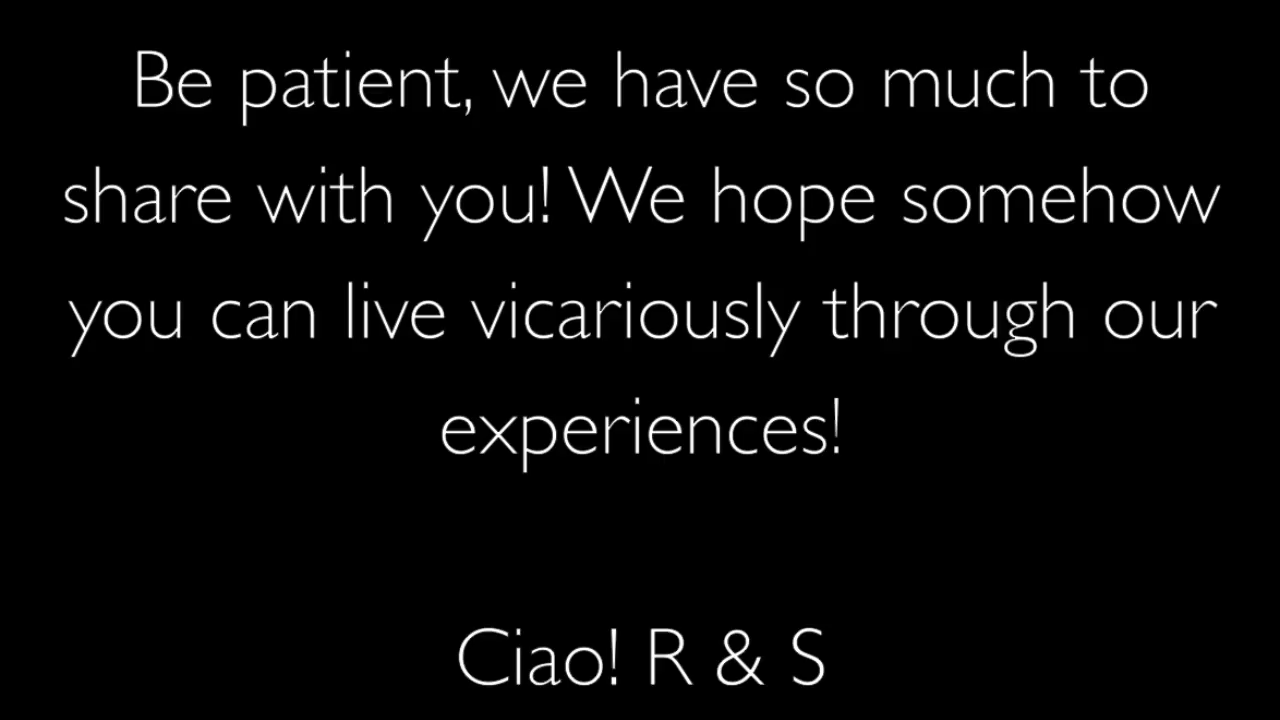 Be patient, we have so much to
share with you! We hope somehow
you can live vicariously through our
experiences!
Ciao! R & S